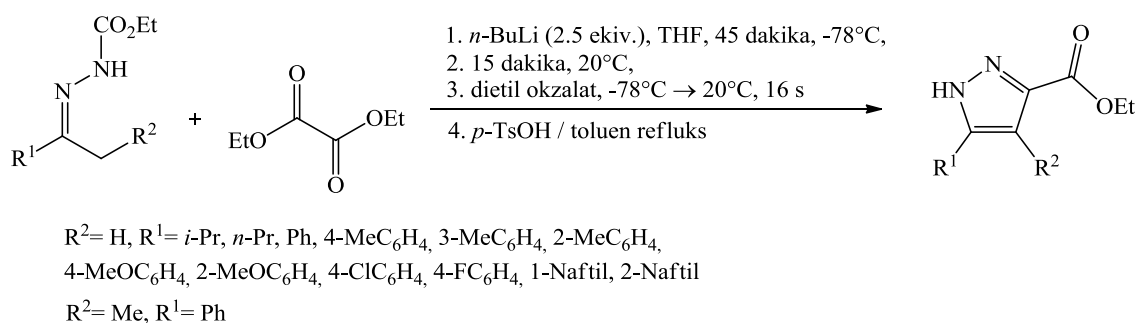 CO₂Et
N
NH
R¹
R²
+
EtO
O
O
OEt
1. n-BuLi (2.5 ekiv.), THF, 45 dakika, -78°C,
2. 15 dakika, 20°C,
3. dietil okzalat, -78°C → 20°C, 16 s
4. p-TsOH / toluen refluks
HN
N
O
O
Et
R¹
R²
R²= H, R¹= i-Pr, n-Pr, Ph, 4-MeC₆H₄, 3-MeC₆H₄, 2-MeC₆H₄,
4-MeOC₆H₄, 2-MeOC₆H₄, 4-ClC₆H₄, 4-FC₆H₄, 1-Naftil, 2-Naftil
R²= Me, R¹= Ph